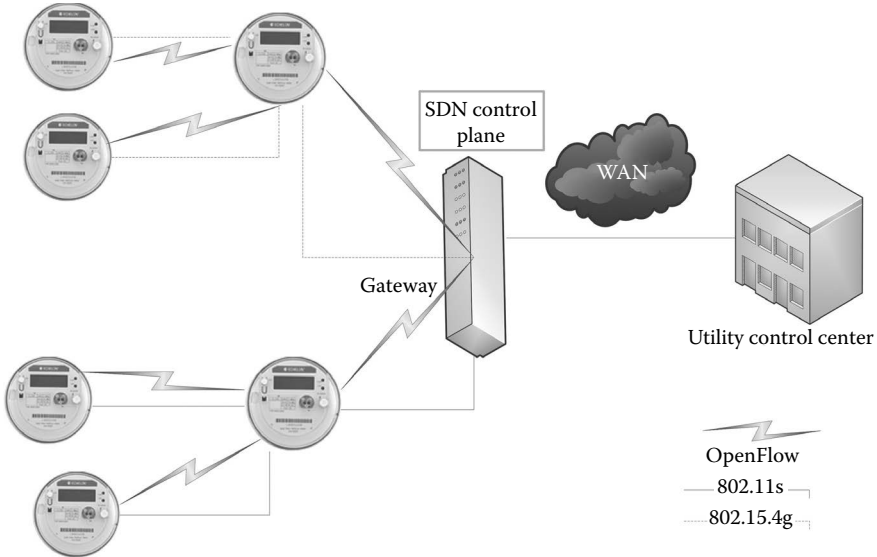 SDN control
plane
WAN
Gateway
Utility control center
OpenFlow
802.11s
802.15.4g